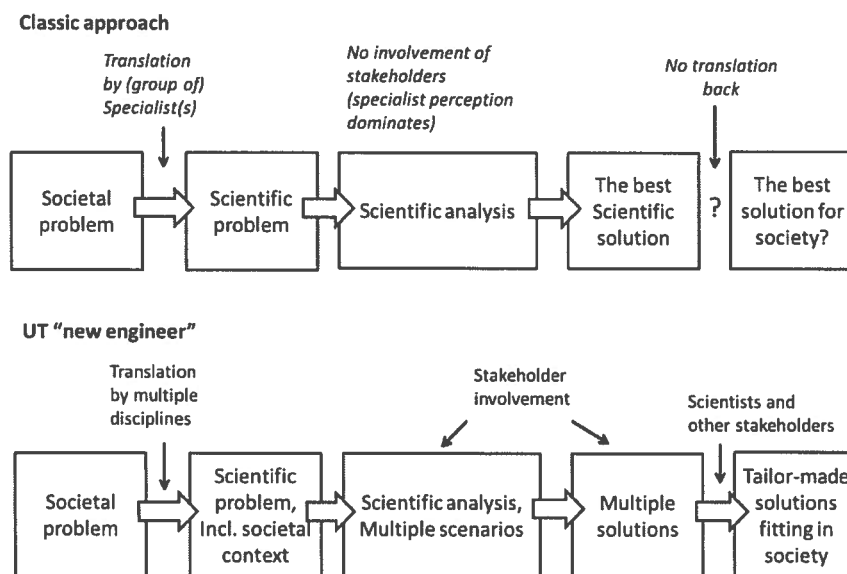 Classic approach
Translation
by (group of)
Specialist(s)
No involvement of
stakeholders
(specialist perception
dominates)
No translation
back
Societal
problem
Scientific
problem
Scientific analysis
The best
Scientific
solution
?
The best
solution for
society?
UT “new engineer”
Translation
by multiple
disciplines
Stakeholder
involvement
Scientists and
other stakeholders
Societal
problem
Scientific
problem,
Incl. societal
context
Scientific analysis,
Multiple scenarios
Multiple
solutions
Tailor-made
solutions
fitting in
society